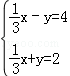 1/3x - y=4
1/3x+y=2